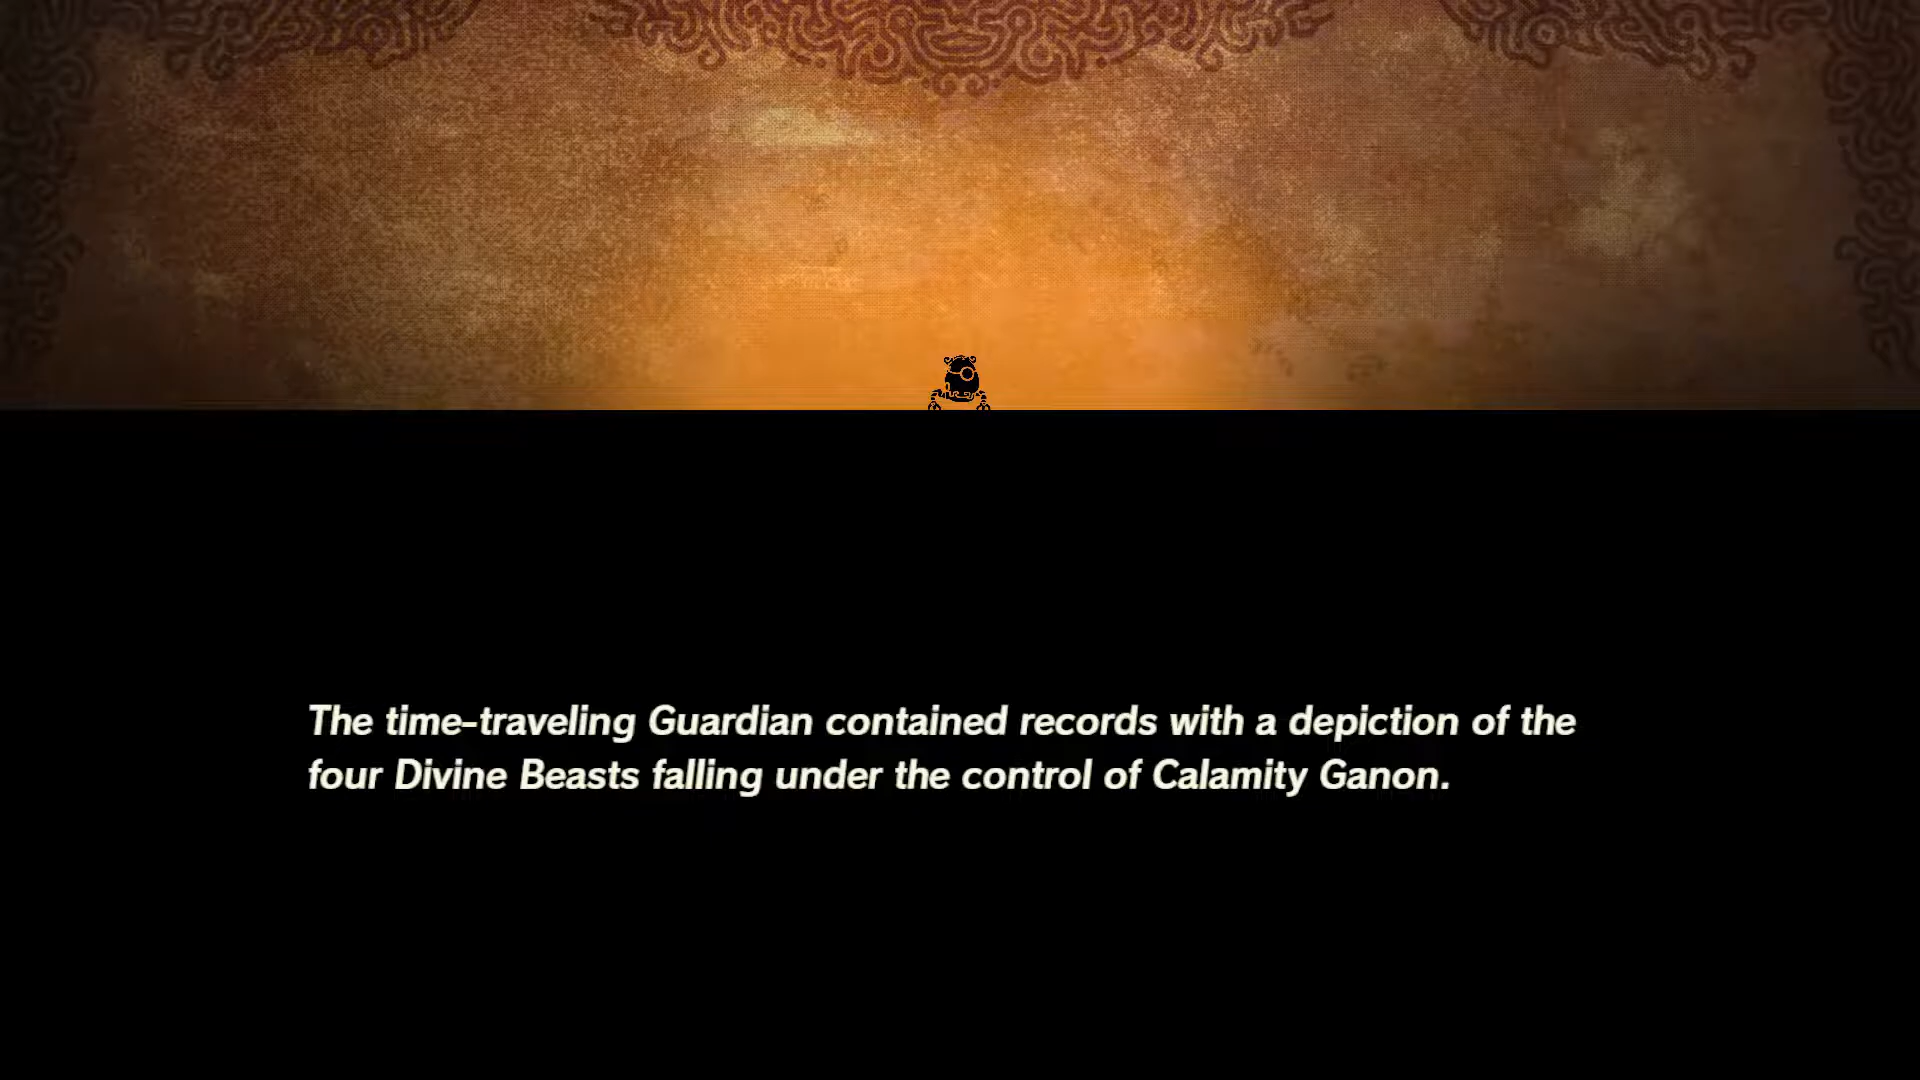 The time-traveling Guardian contained records with a depiction of the
four Divine Beasts falling under the control of Calamity Ganon.